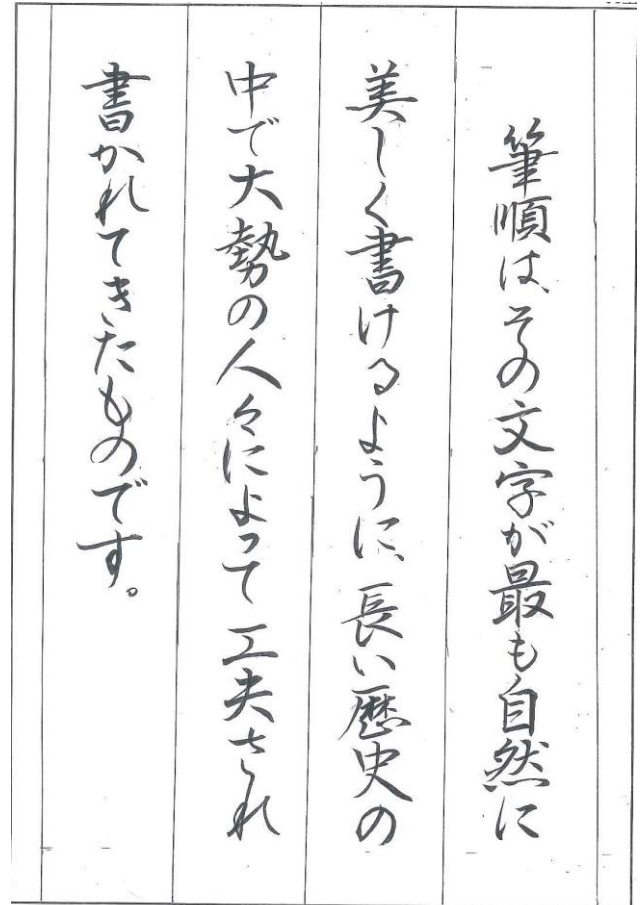 筆順は、その文字が最も自然に
美しく書けるように、長い歴史の
中で大勢の人々によって工夫され
書かれてきたものです。